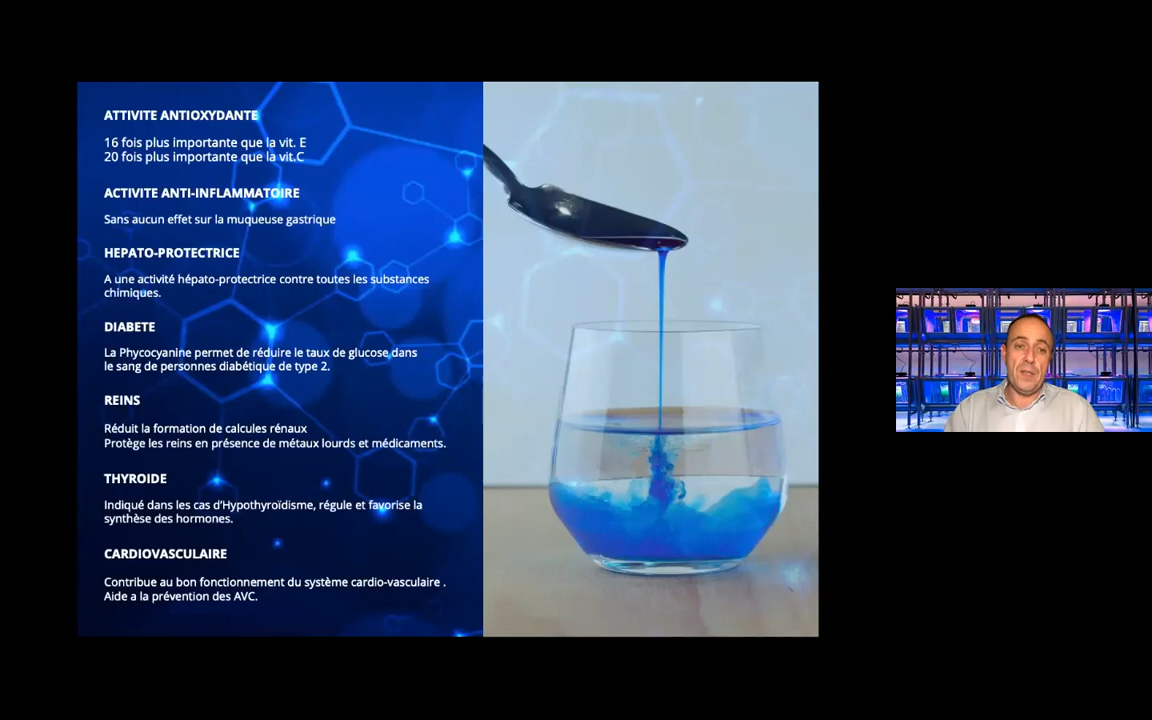 ATTIVITE ANTIOXYDANTE
16 fois plus importante que la vit. E
20 fois plus importante que la vit.C
ACTIVITE ANTI-INFLAMMATOIRE
Sans aucun effet sur la muqueuse gastrique
HEPATO-PROTECTRICE
A une activité hépato-protectrice contre toutes les substances
chimiques.
DIABETE
La Phycocyanine permet de réduire le taux de glucose dans
le sang de personnes diabétique de type 2.
REINS
Réduit la formation de calcules rénaux
Protège les reins en présence de métaux lourds et médicaments.
THYROIDE
Indiqué dans les cas d’Hypothyroïdisme, régule et favorise la
synthèse des hormones.
CARDIOVASCULAIRE
Contribue au bon fonctionnement du système cardio-vasculaire .
Aide a la prévention des AVC.